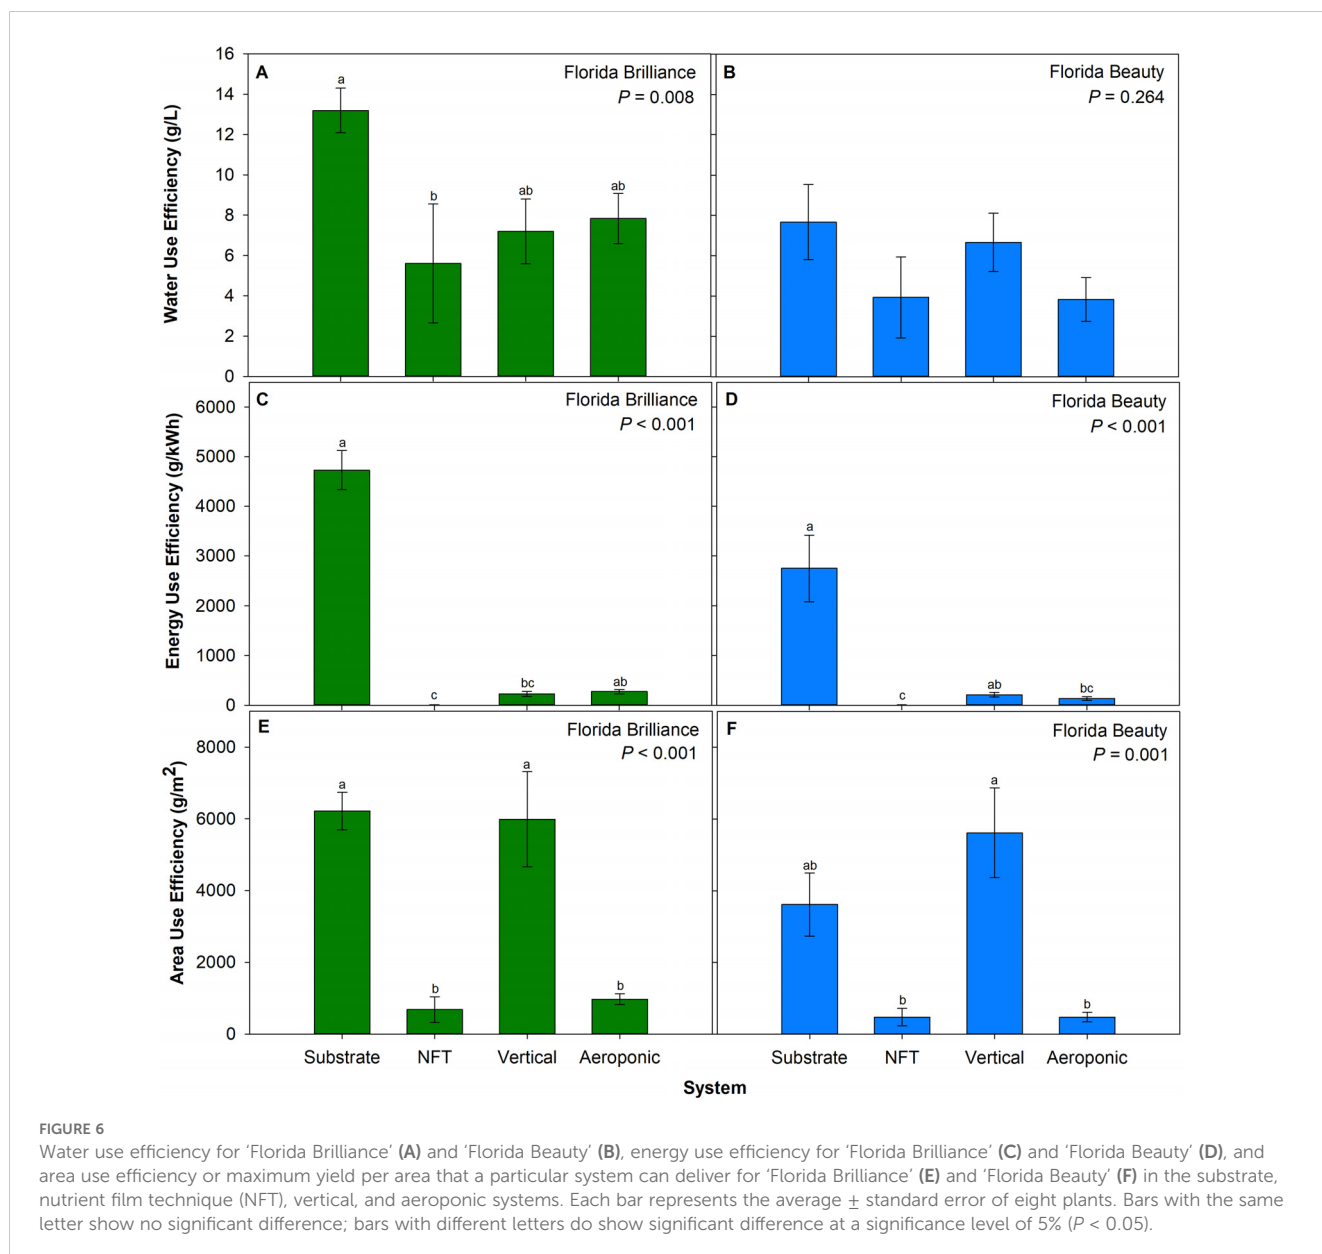 A
Florida Brilliance
P = 0.008
a
b
ab
ab
Water Use Efficiency (g/L)
16
14
12
10
8
6
4
2
0
B
Florida Beauty
P = 0.264
C
Florida Brilliance
P < 0.001
a
c
bc
ab
Energy Use Efficiency (g/kWh)
6000
5000
4000
3000
2000
1000
0
D
Florida Beauty
P < 0.001
a
c
ab
bc
E
Florida Brilliance
P < 0.001
a
b
a
b
Area Use Efficiency (g/m²)
8000
6000
4000
2000
0
F
Florida Beauty
P = 0.001
ab
b
a
b
Substrate NFT Vertical Aeroponic Substrate NFT Vertical Aeroponic
System
FIGURE 6
Water use efficiency for ‘Florida Brilliance’ (A) and ‘Florida Beauty’ (B), energy use efficiency for ‘Florida Brilliance’ (C) and ‘Florida Beauty’ (D), and
area use efficiency or maximum yield per area that a particular system can deliver for ‘Florida Brilliance’ (E) and ‘Florida Beauty’ (F) in the substrate,
nutrient film technique (NFT), vertical, and aeroponic systems. Each bar represents the average ± standard error of eight plants. Bars with the same
letter show no significant difference; bars with different letters do show significant difference at a significance level of 5% (P < 0.05).